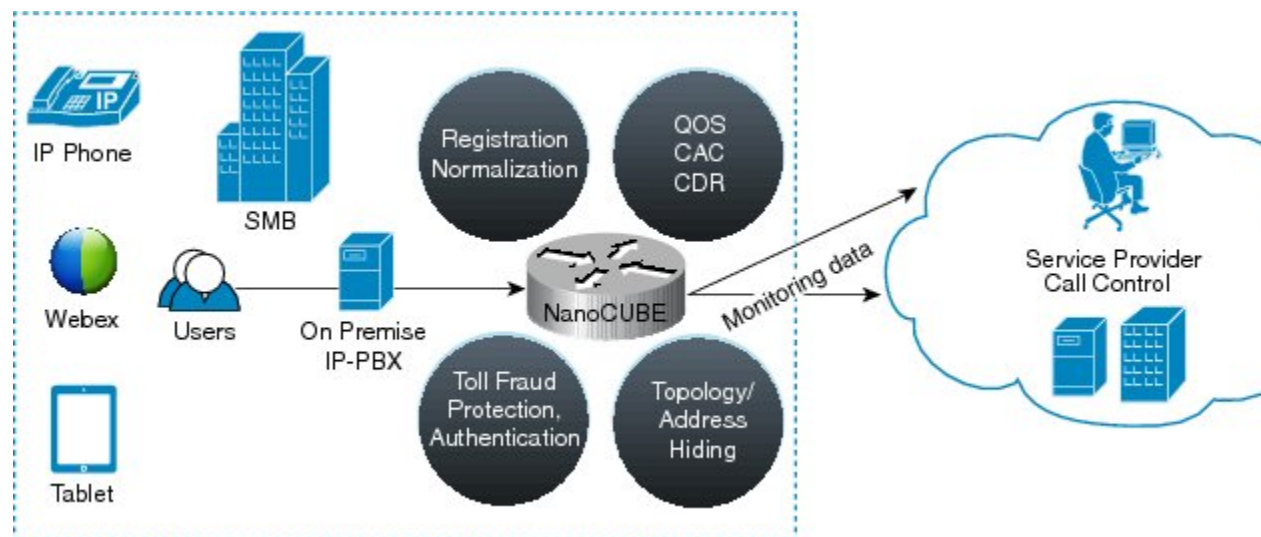 IP
IP Phone
SMB
Webex
Users
On Premise
IP-PBX
Tablet
Registration
Normalization
QOS
CAC
CDR
NanoCUBE
Toll Fraud
Protection,
Authentication
Topology/
Address
Hiding
Monitoring data
Service Provider
Call Control